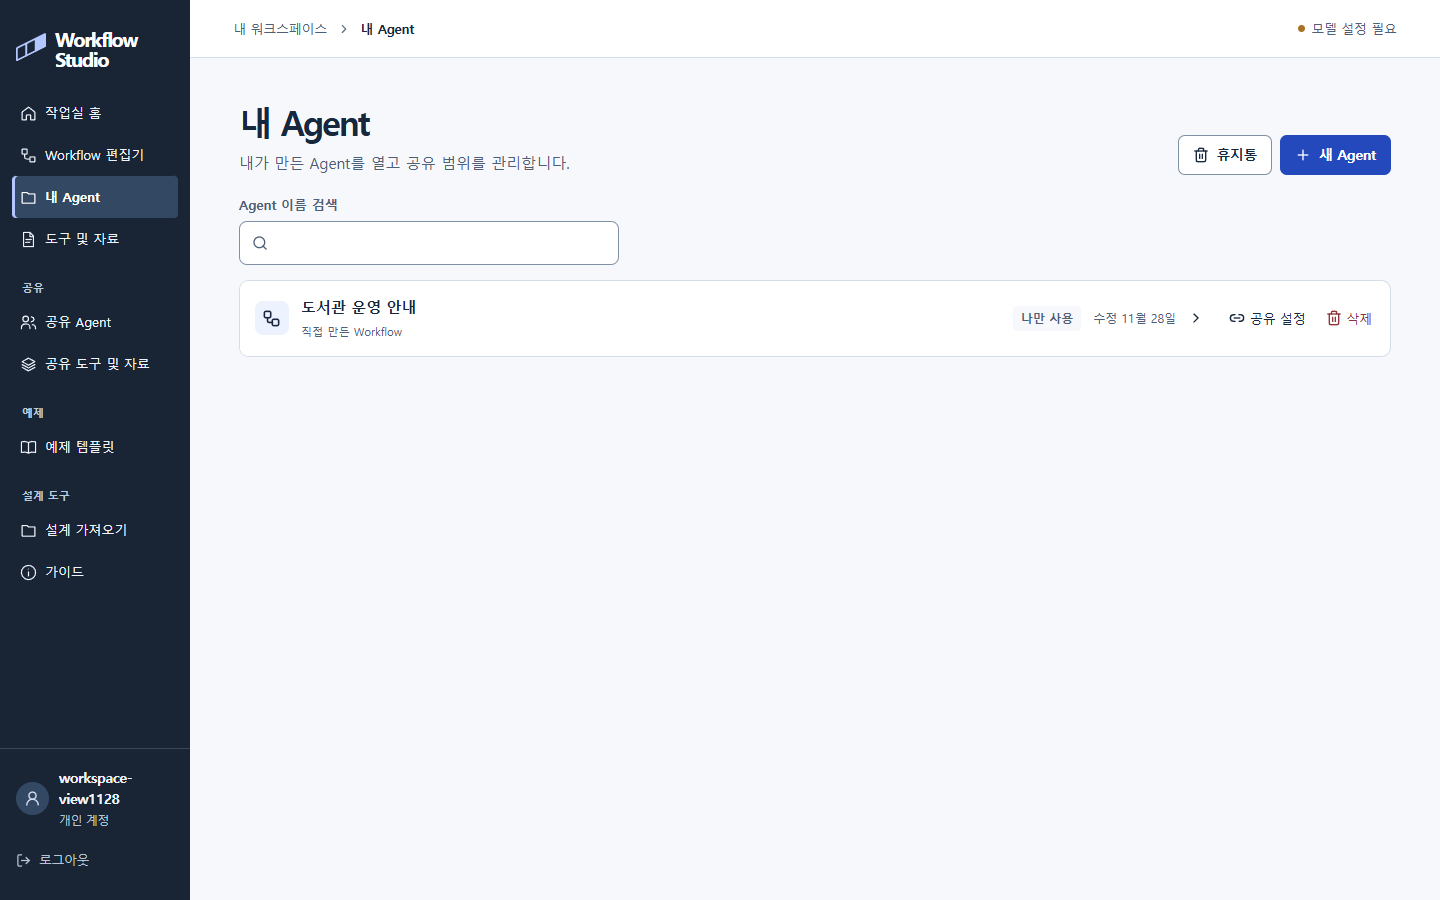 Workflow
Studio
작업실 홈
Workflow 편집기
내 Agent
도구 및 자료
공유
공유 Agent
공유 도구 및 자료
예제
예제 템플릿
설계 도구
설계 가져오기
가이드
workspace-
view1128
개인 계정
로그아웃
내 워크스페이스 > 내 Agent
모델 설정 필요
내 Agent
내가 만든 Agent를 열고 공유 범위를 관리합니다.
휴지통
+ 새 Agent
Agent 이름 검색
도서관 운영 안내
직접 만든 Workflow
나만 사용
수정 11월 28일
공유 설정
삭제